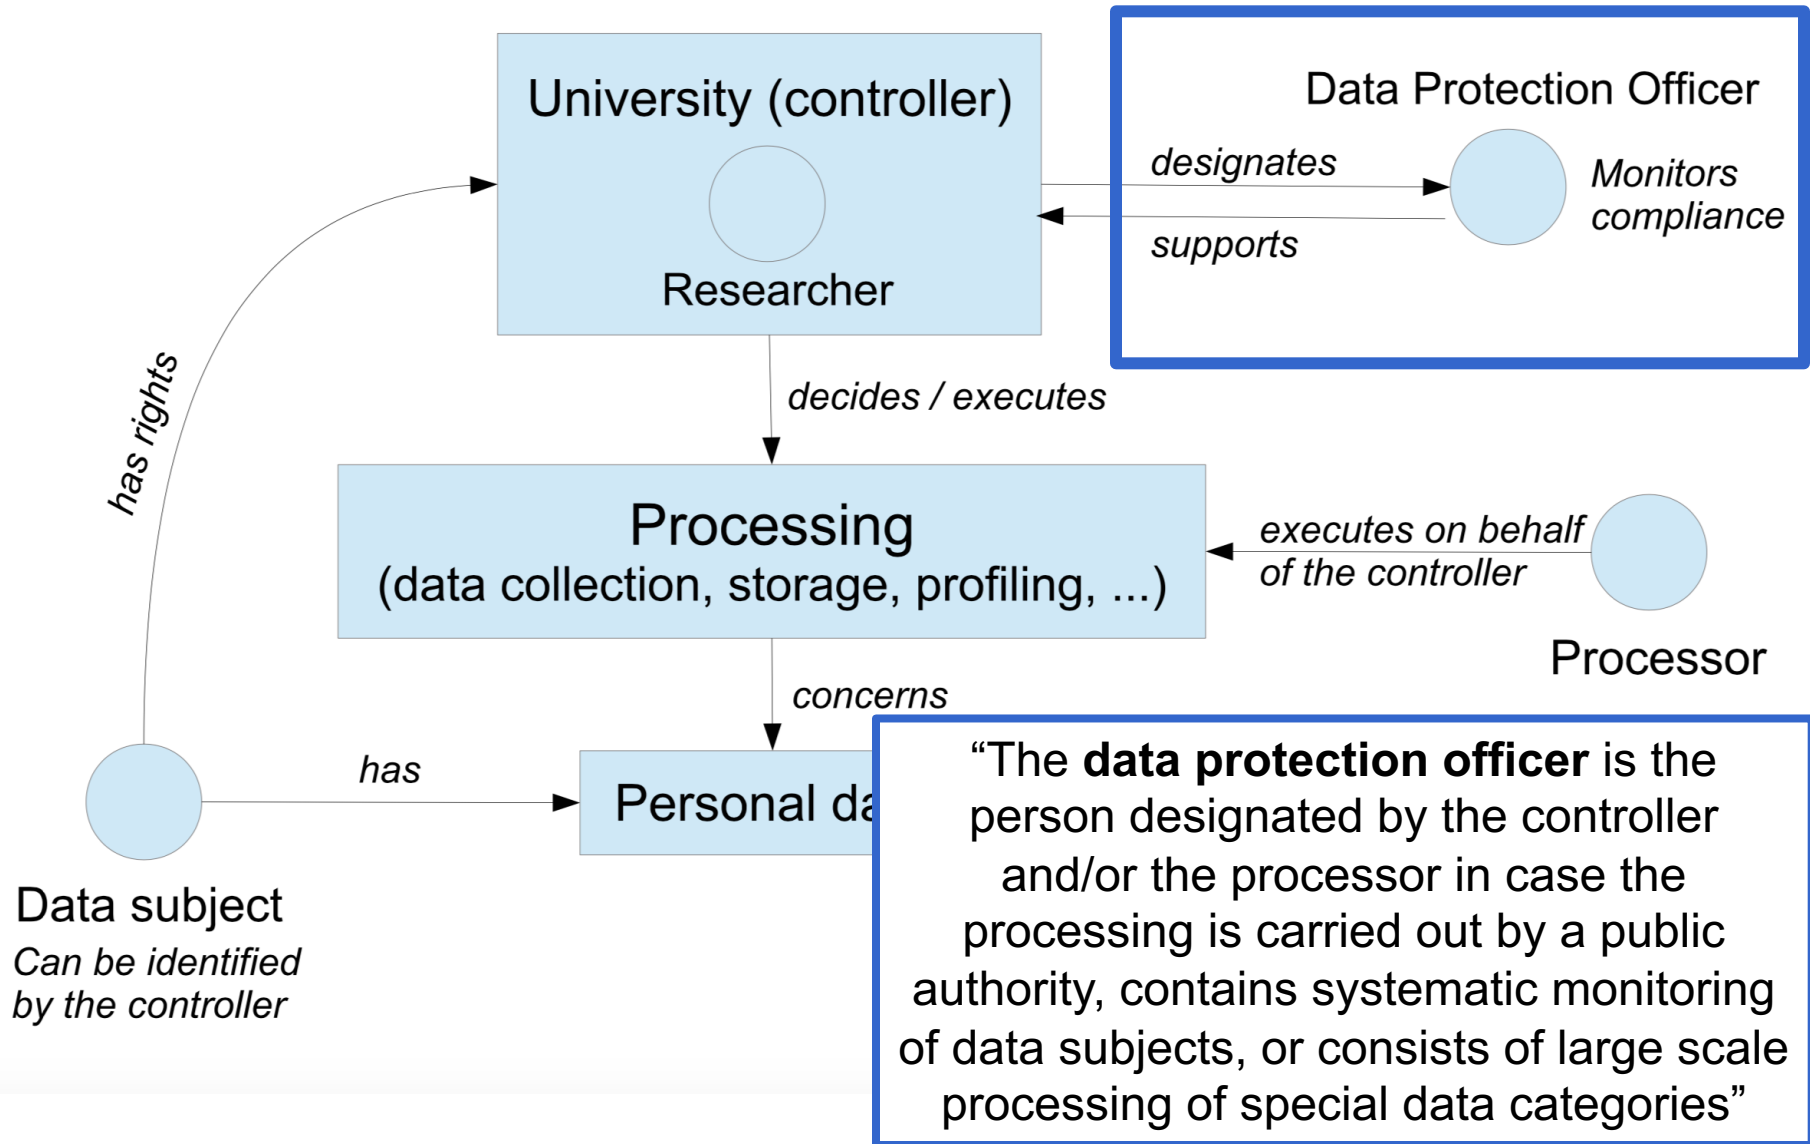 University (controller)
Researcher
Data Protection Officer
designates
supports
Monitors
compliance
has rights
decides / executes
Processing
(data collection, storage, profiling, ...)
executes on behalf
of the controller
Processor
concerns
has
Personal da
Data subject
Can be identified
by the controller
“The data protection officer is the
person designated by the controller
and/or the processor in case the
processing is carried out by a public
authority, contains systematic monitoring
of data subjects, or consists of large scale
processing of special data categories”